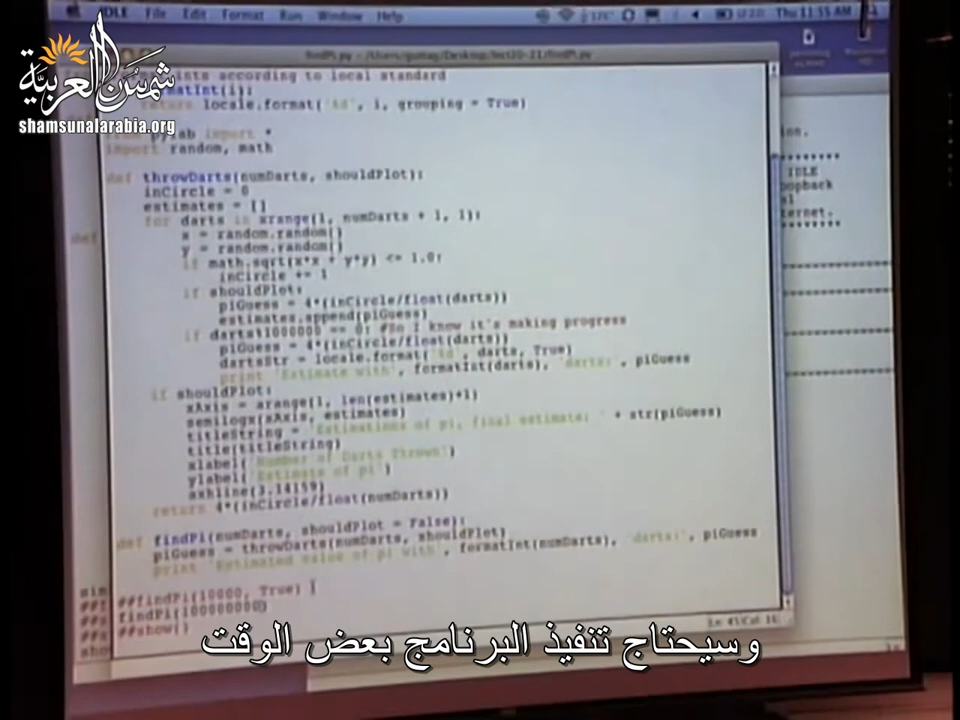 IDLE File Edit Format Run Window Help Thu 11:55 AM
شمس العربية
shamsunalarabia.org
ints according to local standard
matInt(i):
return locale.format('%d', i, grouping = True)
import *
import random, math
def throwDarts(numDarts, shouldPlot):
inCircle = 0
estimates = []
for darts in xrange(1, numDarts + 1, 1):
x = random.random()
y = random.random()
if math.sqrt(x*x + y*y) <= 1.0:
inCircle += 1
if shouldPlot:
piGuess = 4*(inCircle/float(darts))
estimates.append(piGuess)
if darts%1000000 == 0: #So I know it's making progress
piGuess = 4*(inCircle/float(darts))
dartsStr = locale.format('%d', darts, True)
print 'Estimate with', formatInt(darts), 'darts:', piGuess
if shouldPlot:
xAxis = arange(1, len(estimates)+1)
semilogx(xAxis, estimates)
titleString = 'Estimations of pi, final estimate: ' + str(piGuess)
title(titleString)
xlabel('Number of Darts Thrown')
ylabel('Estimate of pi')
axhline(3.14159)
return 4*(inCircle/float(numDarts))
def findPi(numDarts, shouldPlot = False):
piGuess = throwDarts(numDarts, shouldPlot)
print 'Estimated value of pi with', formatInt(numDarts), 'darts:', piGuess
##findPi(10000, True)
findPi(100000000)
##show()
IDLE
وسيحتاج تنفيذ البرنامج بعض الوقت